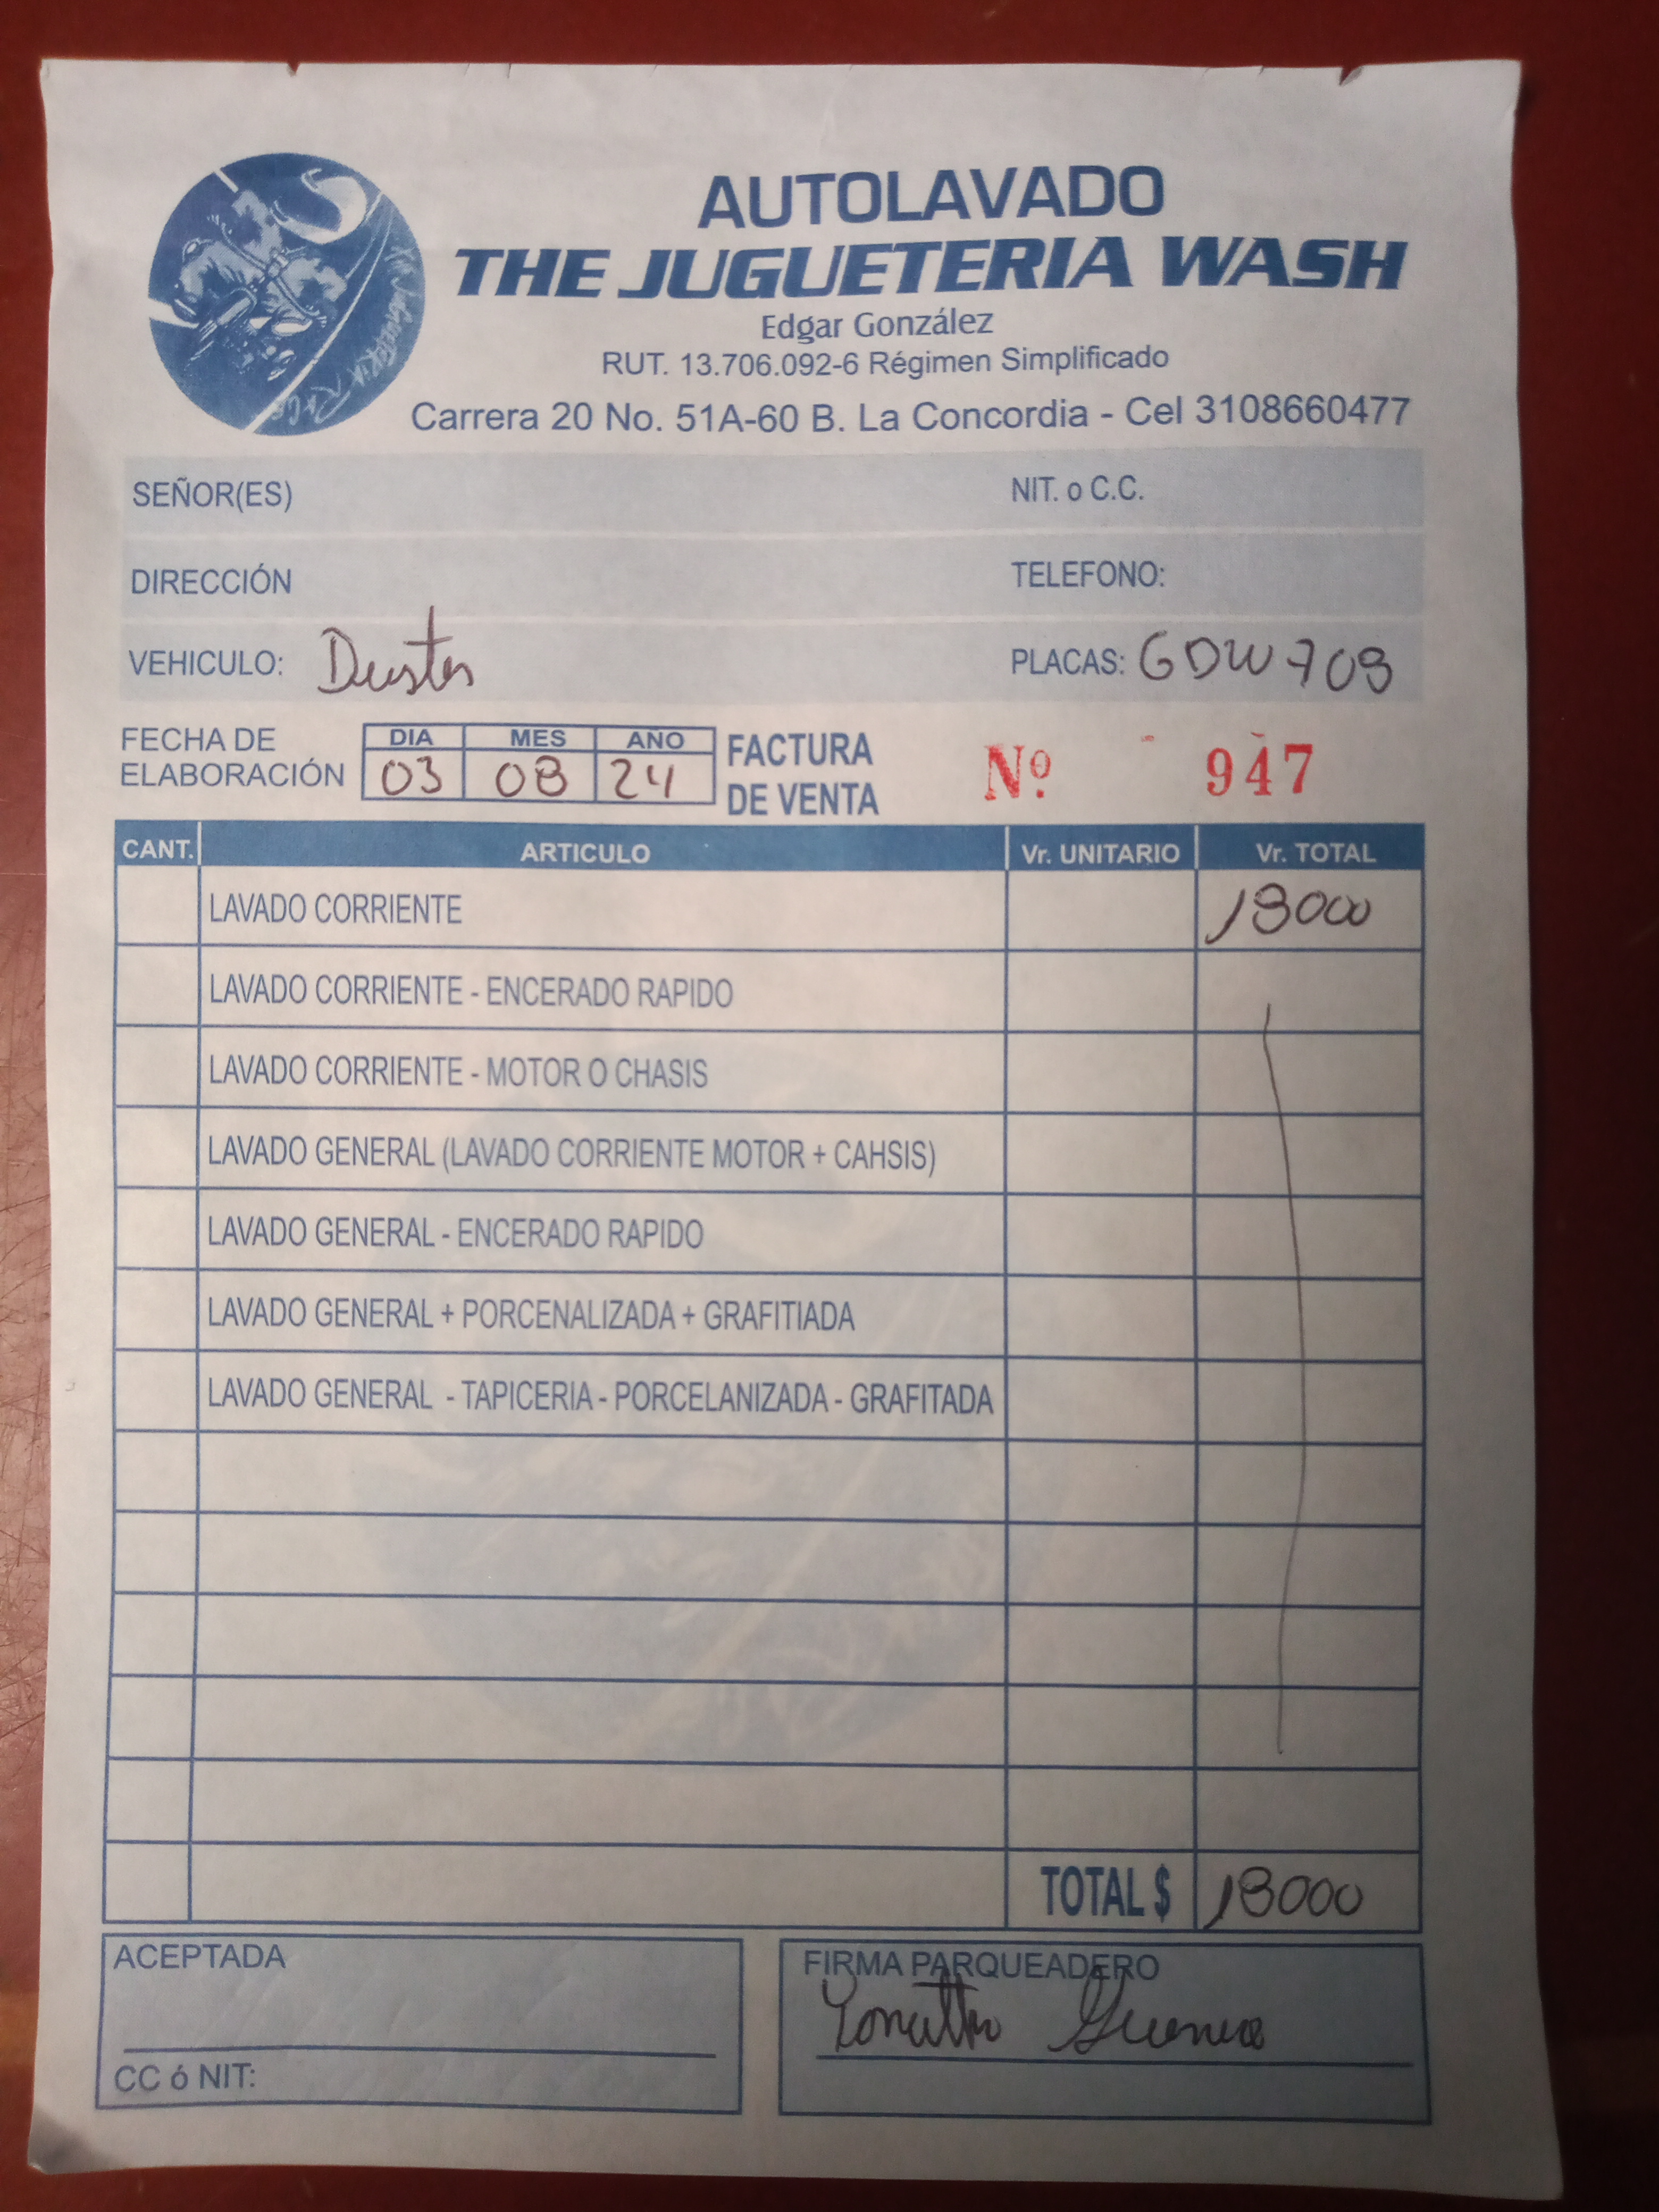 AUTOLAVADO
THE JUGUETERIA WASH
Edgar González
RUT. 13.706.092-6 Régimen Simplificado
Carrera 20 No. 51A-60 B. La Concordia - Cel 3108660477
SEÑOR(ES) NIT. o C.C.
DIRECCIÓN TELEFONO:
VEHICULO: Duster PLACAS: GDW 709
FECHA DE ELABORACIÓN DIA MES AÑO FACTURA DE VENTA Nº. 947
03 08 24
CANT. ARTICULO Vr. UNITARIO Vr. TOTAL
LAVADO CORRIENTE 18000
LAVADO CORRIENTE - ENCERADO RAPIDO
LAVADO CORRIENTE - MOTOR O CHASIS
LAVADO GENERAL (LAVADO CORRIENTE MOTOR + CAHSIS)
LAVADO GENERAL - ENCERADO RAPIDO
LAVADO GENERAL + PORCENALIZADA + GRAFITIADA
LAVADO GENERAL - TAPICERIA - PORCELANIZADA - GRAFITADA
TOTAL $ 18000
ACEPTADA FIRMA PARQUEADERO
CC ó NIT: